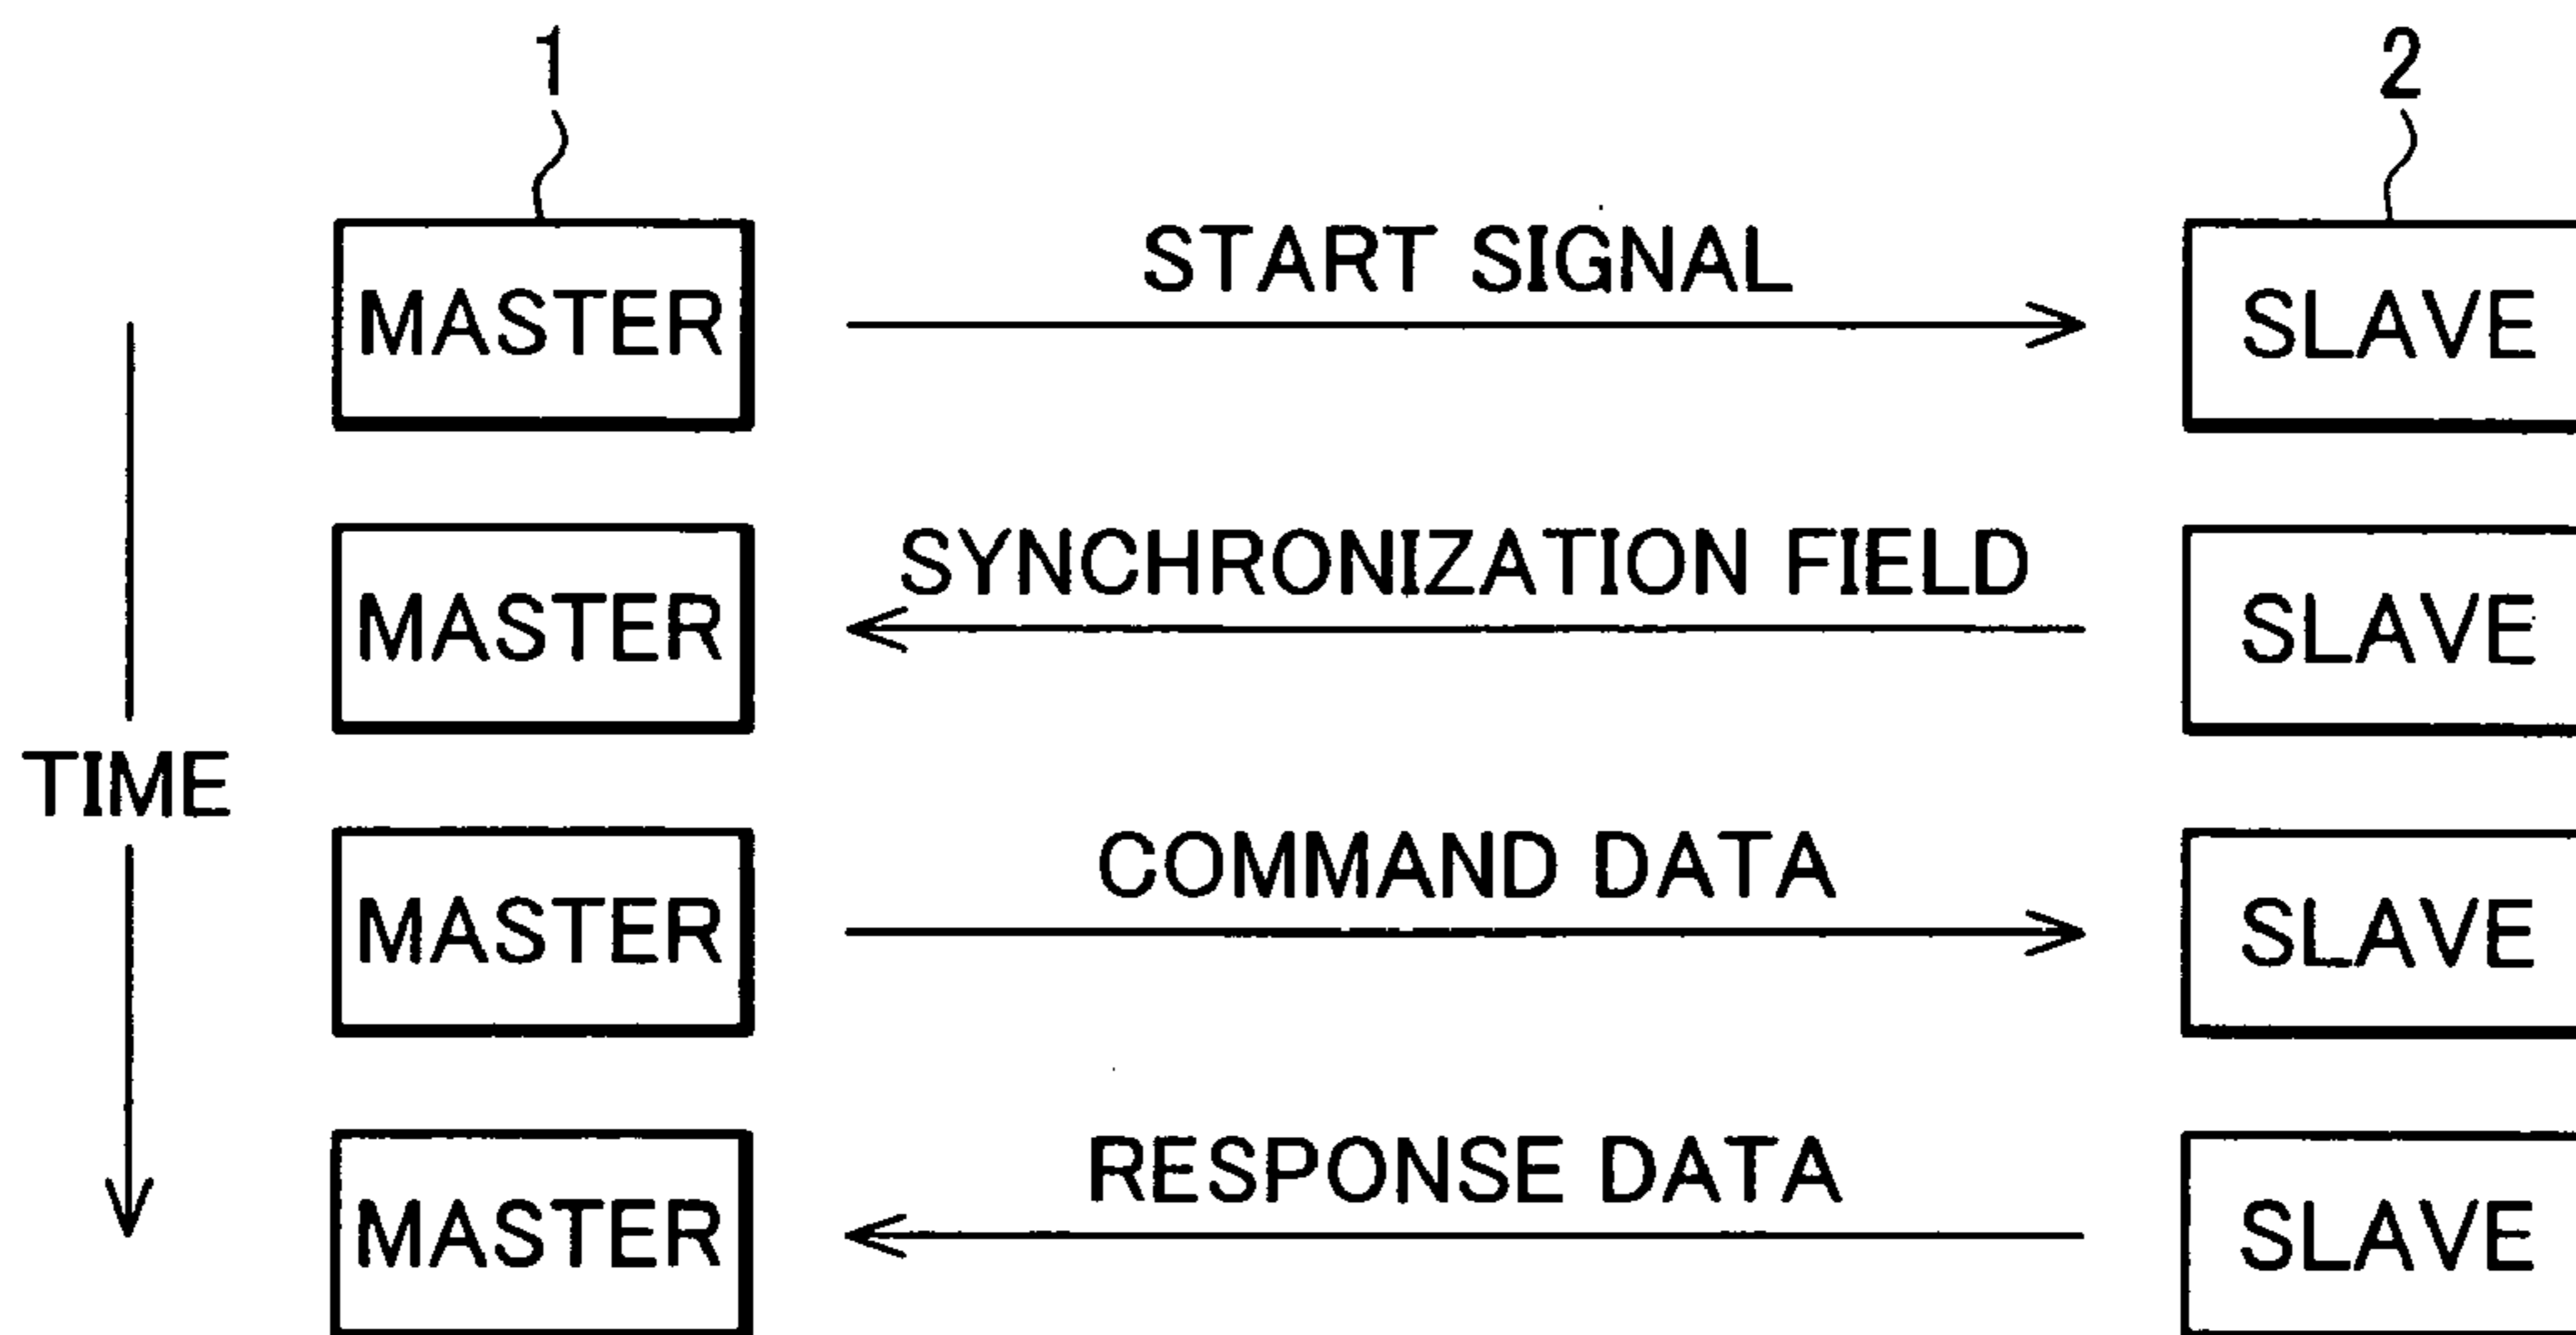 1 2
MASTER START SIGNAL SLAVE
MASTER SYNCHRONIZATION FIELD SLAVE
TIME
MASTER COMMAND DATA SLAVE
MASTER RESPONSE DATA SLAVE